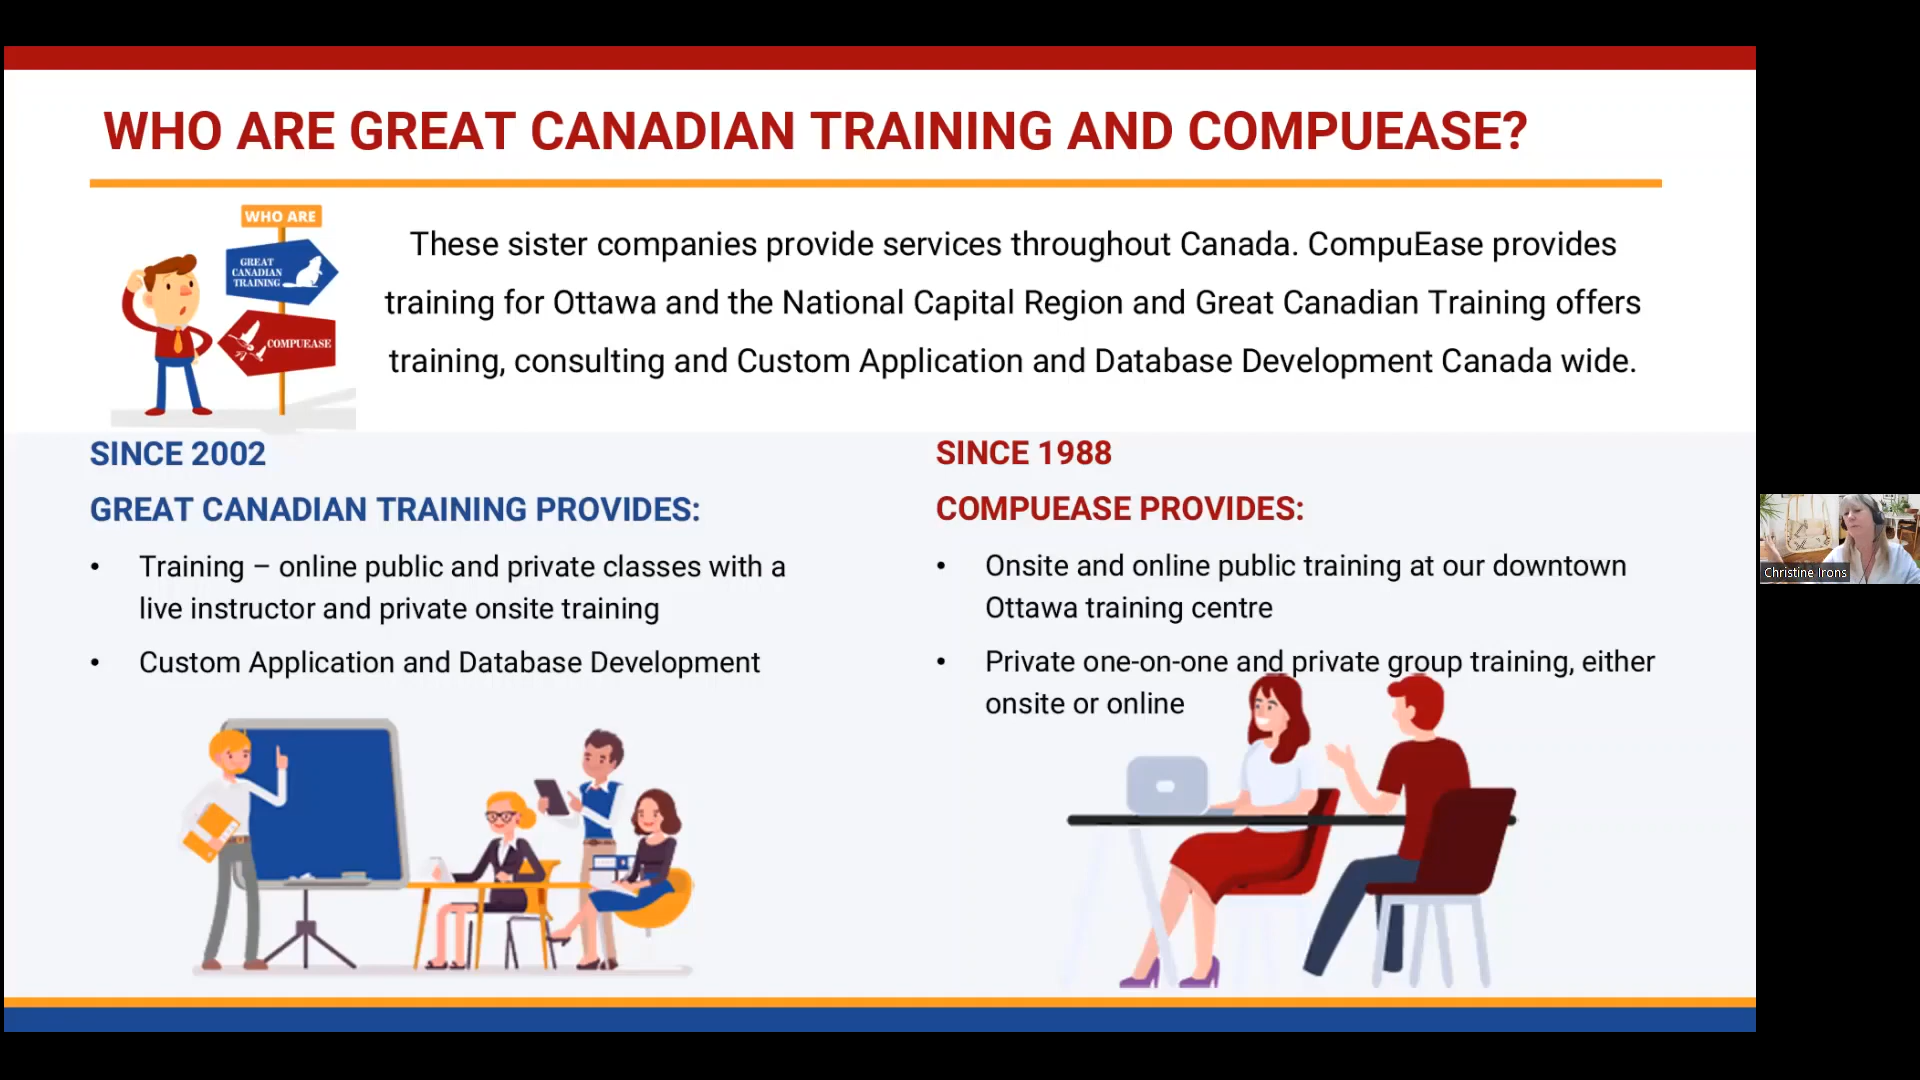 WHO ARE GREAT CANADIAN TRAINING AND COMPUEASE?
WHO ARE
GREAT
CANADIAN
TRAINING
COMPUEASE
These sister companies provide services throughout Canada. CompuEase provides
training for Ottawa and the National Capital Region and Great Canadian Training offers
training, consulting and Custom Application and Database Development Canada wide.
SINCE 2002
GREAT CANADIAN TRAINING PROVIDES:
• Training – online public and private classes with a
live instructor and private onsite training
• Custom Application and Database Development
SINCE 1988
COMPUEASE PROVIDES:
• Onsite and online public training at our downtown
Ottawa training centre
• Private one-on-one and private group training, either
onsite or online
Christine Irons